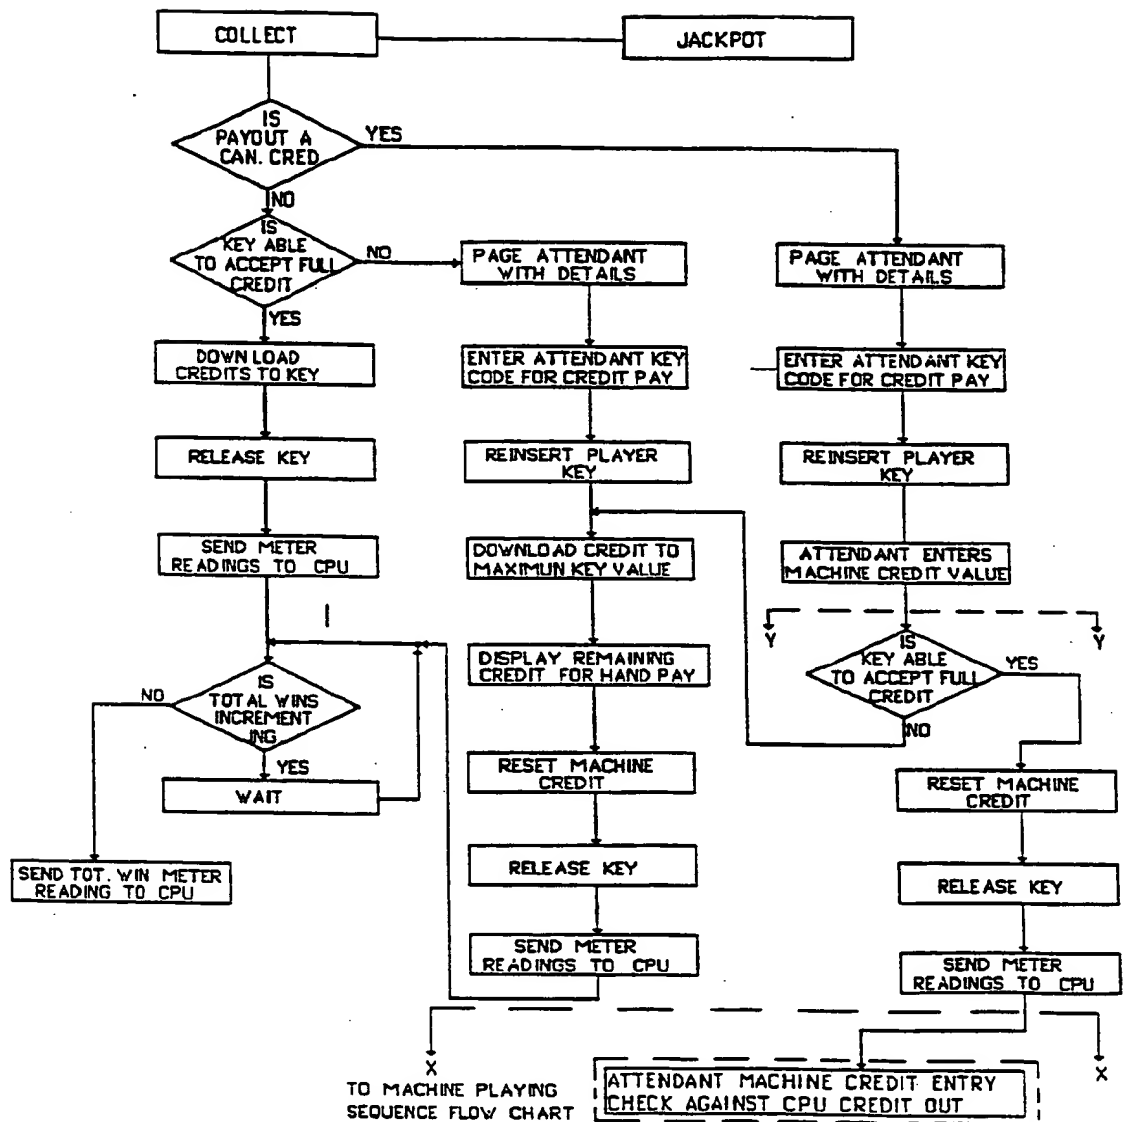 COLLECT
JACKPOT
IS
PAYOUT A
CAN. CRED
YES
NO
IS
KEY ABLE
TO ACCEPT FULL
CREDIT
NO
YES
PAGE ATTENDANT
WITH DETAILS
PAGE ATTENDANT
WITH DETAILS
DOWNLOAD
CREDITS TO KEY
ENTER ATTENDANT KEY
CODE FOR CREDIT PAY
ENTER ATTENDANT KEY
CODE FOR CREDIT PAY
RELEASE KEY
REINSERT PLAYER
KEY
REINSERT PLAYER
KEY
SEND METER
READINGS TO CPU
DOWNLOAD CREDIT TO
MAXIMUN KEY VALUE
ATTENDANT ENTERS
MACHINE CREDIT VALUE
Y
Y
IS
KEY ABLE
TO ACCEPT FULL
CREDIT
YES
NO
DISPLAY REMAINING
CREDIT FOR HAND PAY
IS
TOTAL WINS
INCREMENT
ING
NO
YES
WAIT
RESET MACHINE
CREDIT
RESET MACHINE
CREDIT
SEND TOT. WIN METER
READING TO CPU
RELEASE KEY
RELEASE KEY
SEND METER
READINGS TO CPU
SEND METER
READINGS TO CPU
X
X
TO MACHINE PLAYING
SEQUENCE FLOW CHART
ATTENDANT MACHINE CREDIT ENTRY
CHECK AGAINST CPU CREDIT OUT